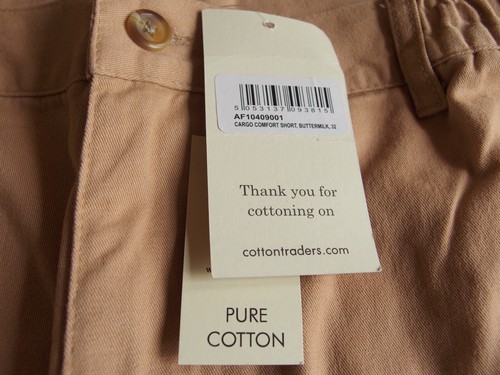 5 053137 093815
AF10409001
CARGO COMFORT SHORT, BUTTERMILK, 32
Thank you for
cottoning on
cottontraders.com
PURE
COTTON